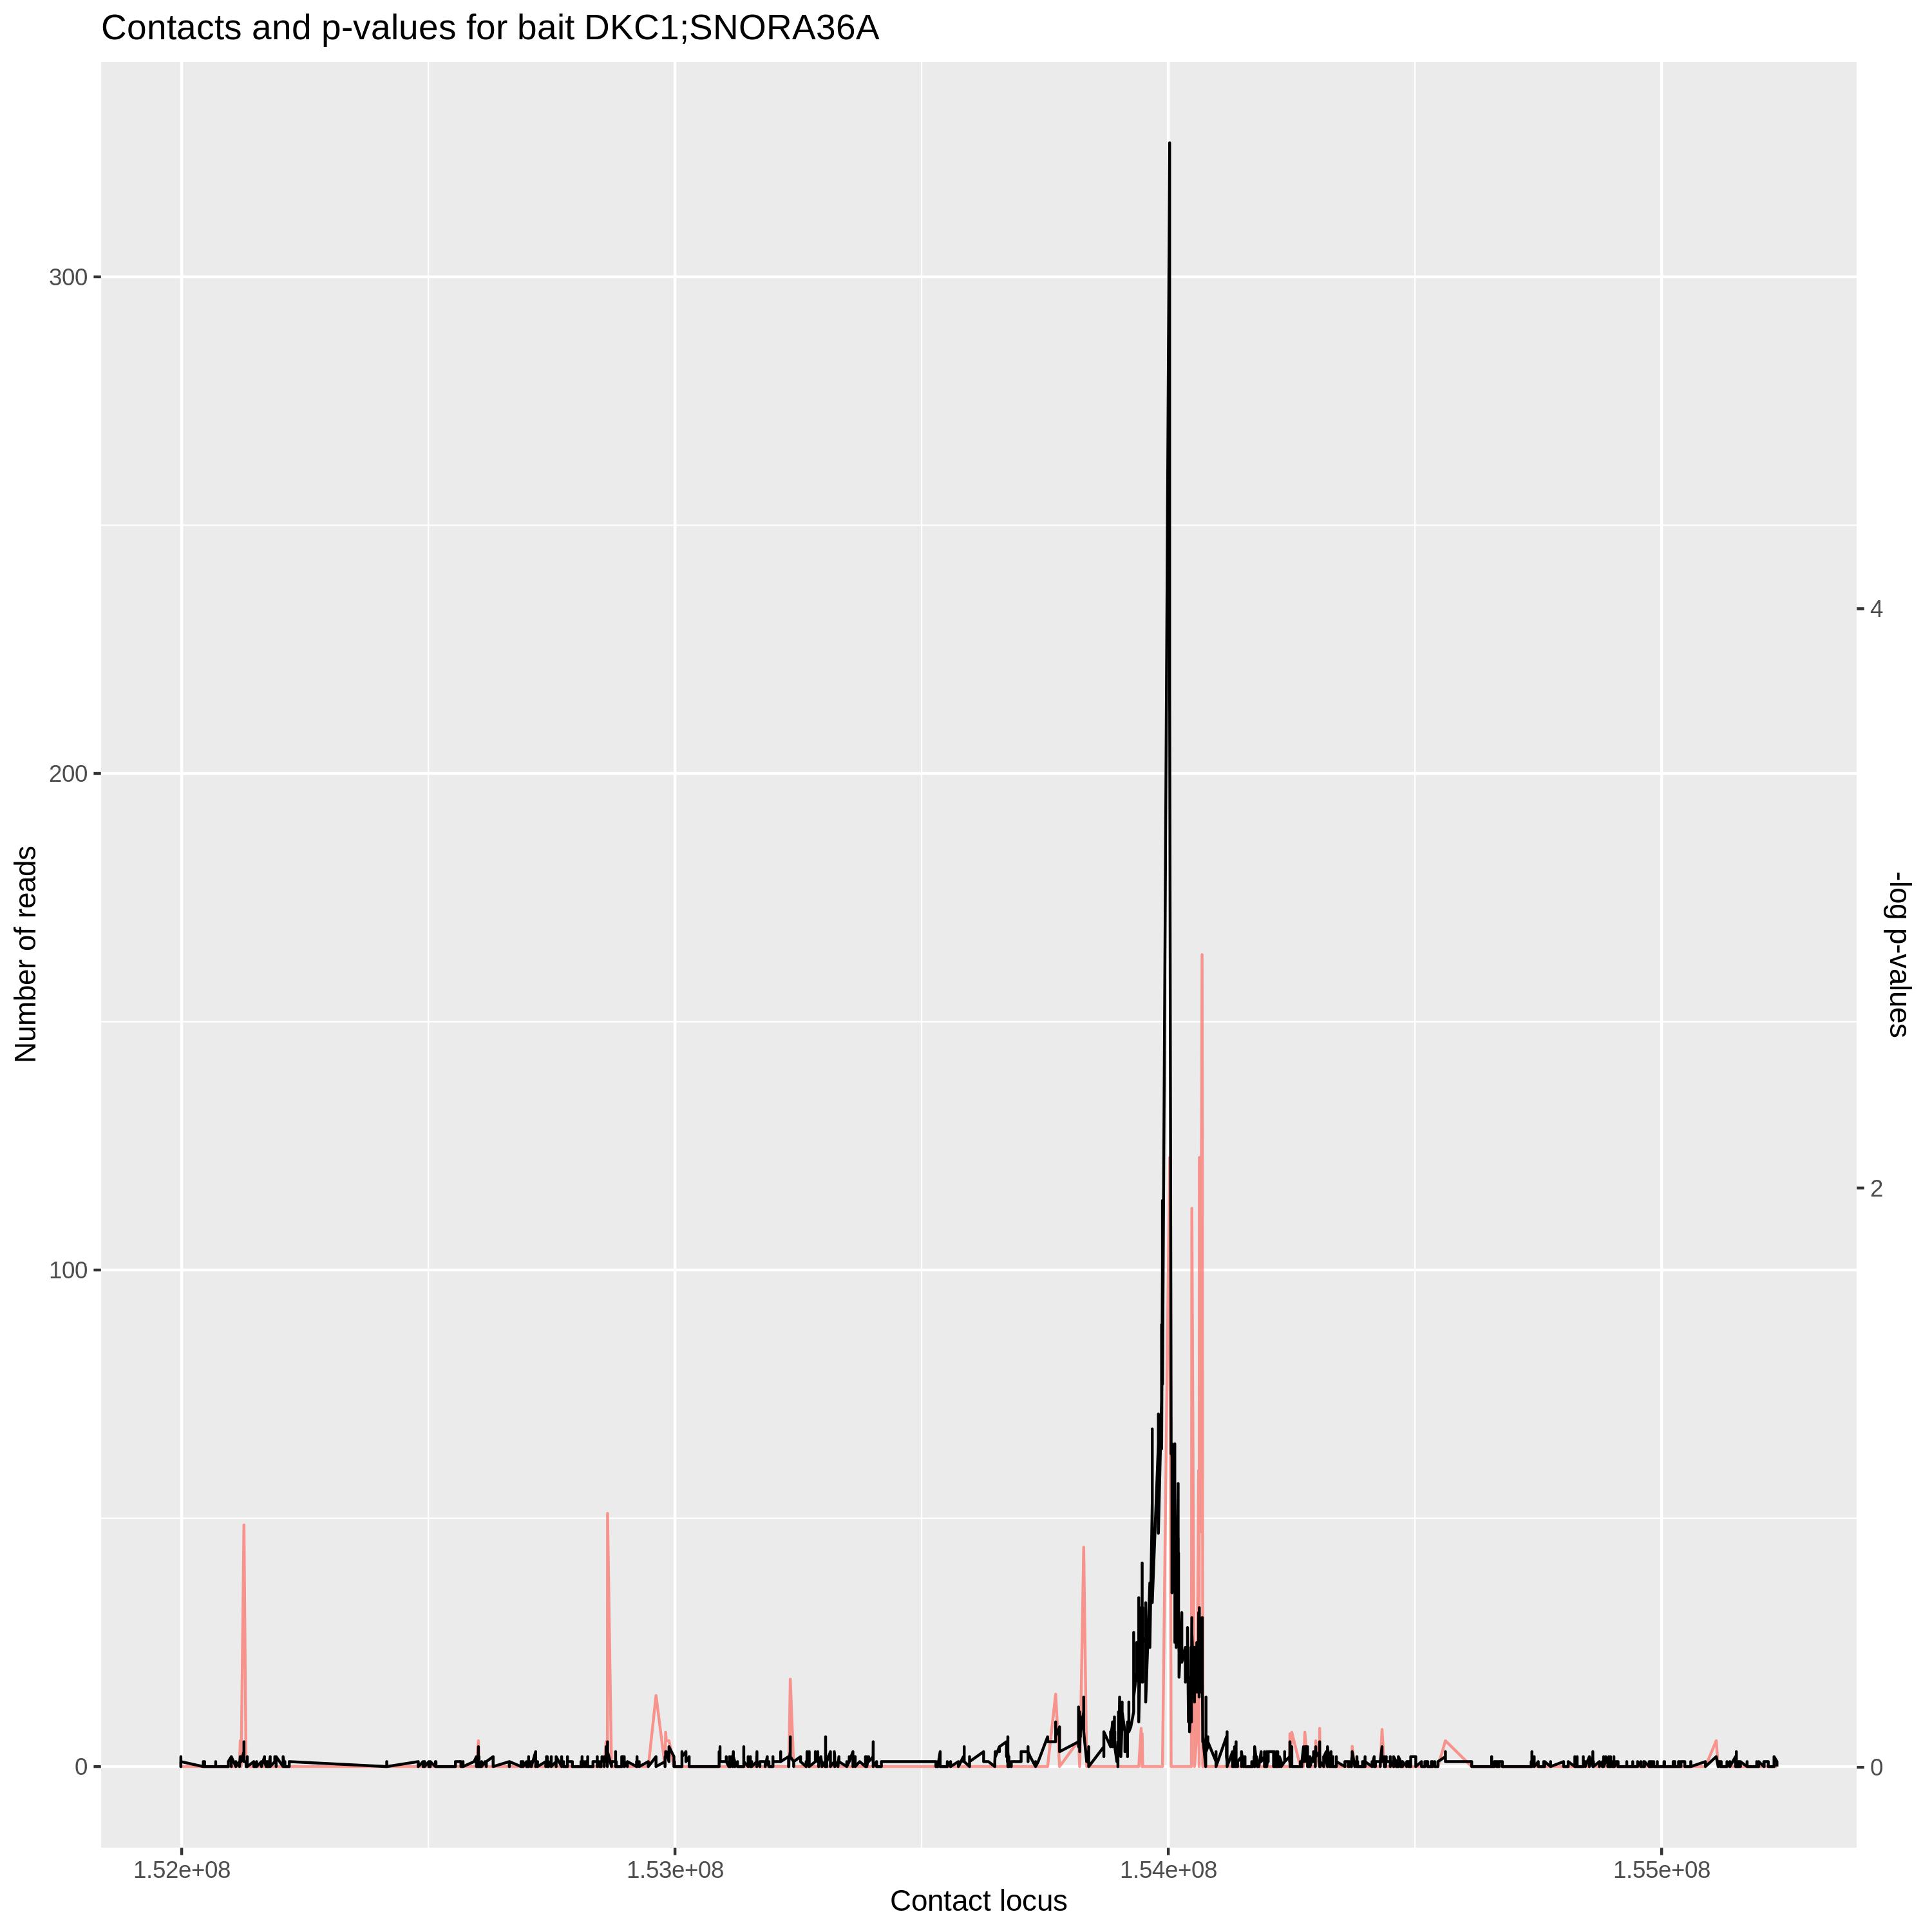 Contacts and p-values for bait DKC1;SNORA36A
300
200
100
0
Number of reads
4
2
0
-log p-values
1.52e+08
1.53e+08
1.54e+08
1.55e+08
Contact locus